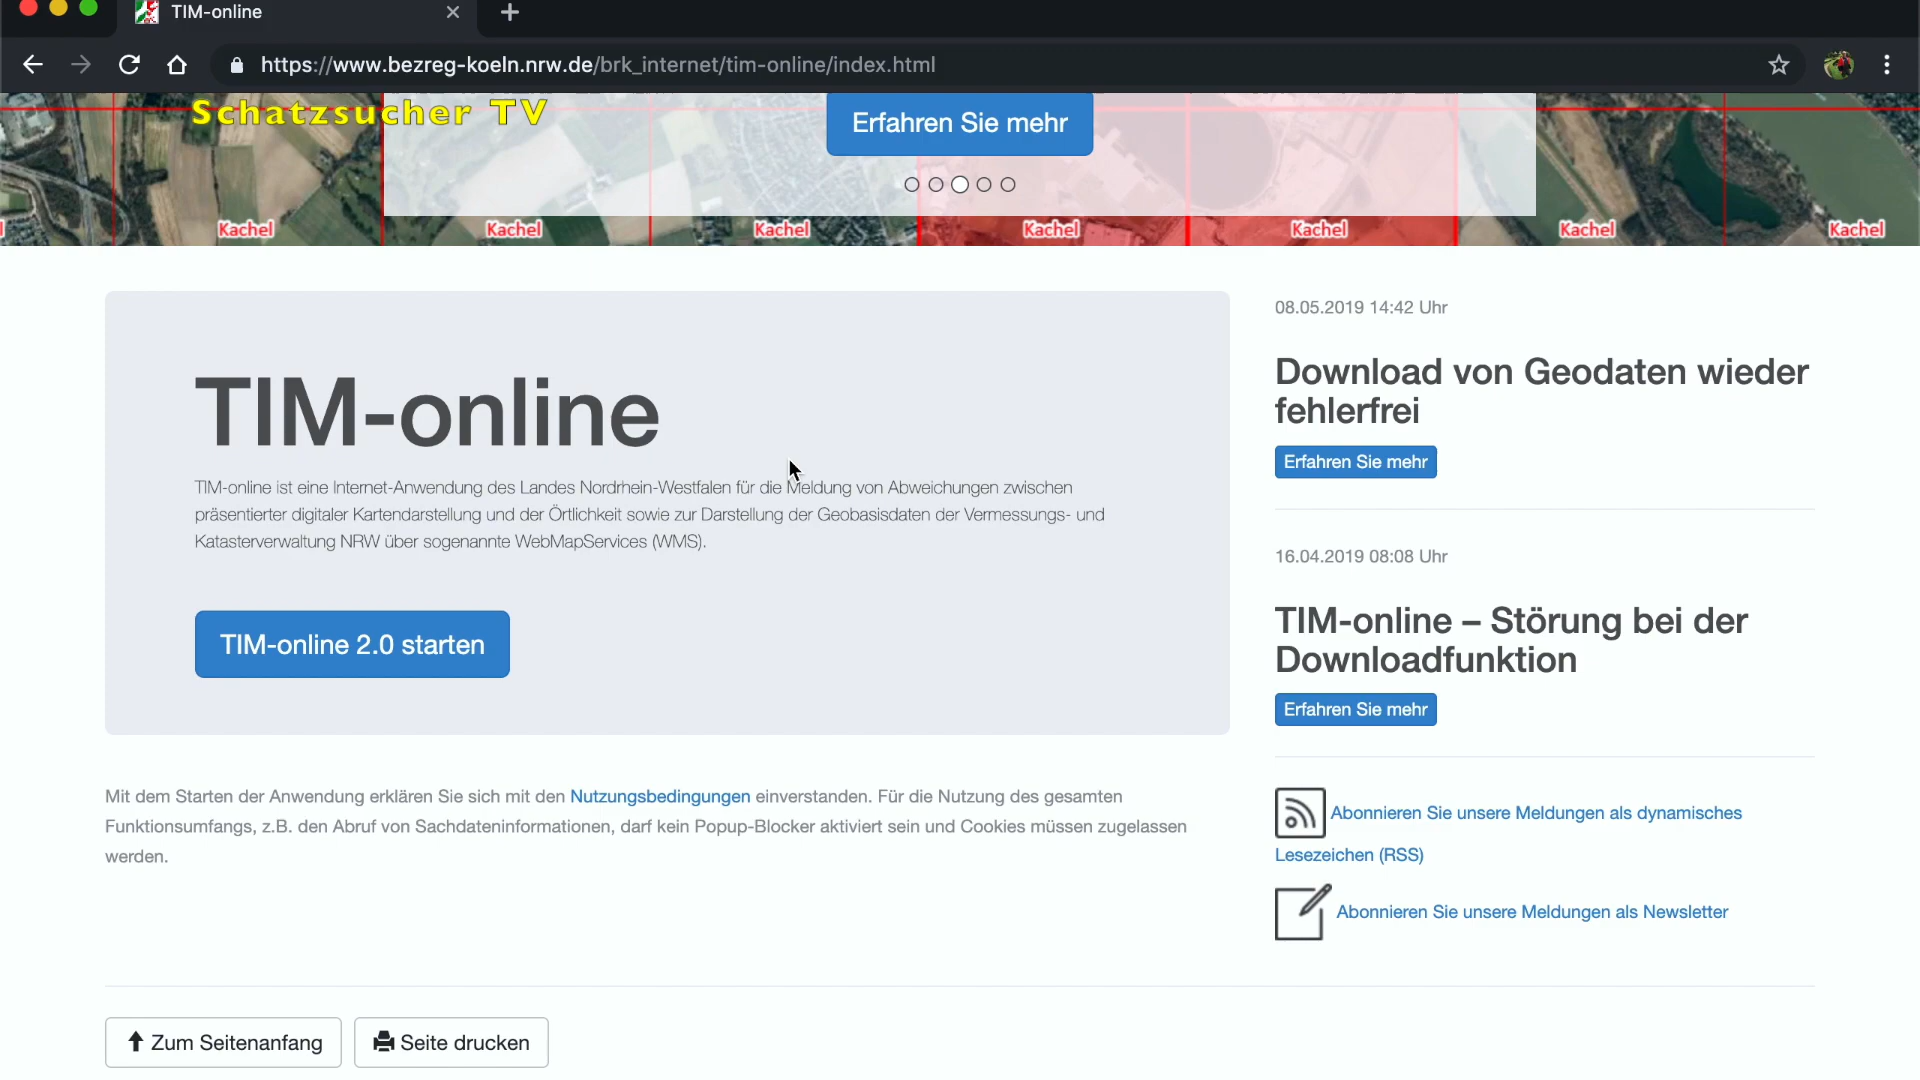 TIM-online
https://www.bezreg-koeln.nrw.de/brk_internet/tim-online/index.html
Schatzsucher TV
Erfahren Sie mehr
Kachel Kachel Kachel Kachel Kachel Kachel Kachel
TIM-online
TIM-online ist eine Internet-Anwendung des Landes Nordrhein-Westfalen für die Meldung von Abweichungen zwischen
präsentierter digitaler Kartendarstellung und der Örtlichkeit sowie zur Darstellung der Geobasisdaten der Vermessungs- und
Katasterverwaltung NRW über sogenannte WebMapServices (WMS).
TIM-online 2.0 starten
Mit dem Starten der Anwendung erklären Sie sich mit den Nutzungsbedingungen einverstanden. Für die Nutzung des gesamten
Funktionsumfangs, z.B. den Abruf von Sachdateninformationen, darf kein Popup-Blocker aktiviert sein und Cookies müssen zugelassen
werden.
08.05.2019 14:42 Uhr
Download von Geodaten wieder
fehlerfrei
Erfahren Sie mehr
16.04.2019 08:08 Uhr
TIM-online – Störung bei der
Downloadfunktion
Erfahren Sie mehr
Abonnieren Sie unsere Meldungen als dynamisches
Lesezeichen (RSS)
Abonnieren Sie unsere Meldungen als Newsletter
Zum Seitenanfang
Seite drucken